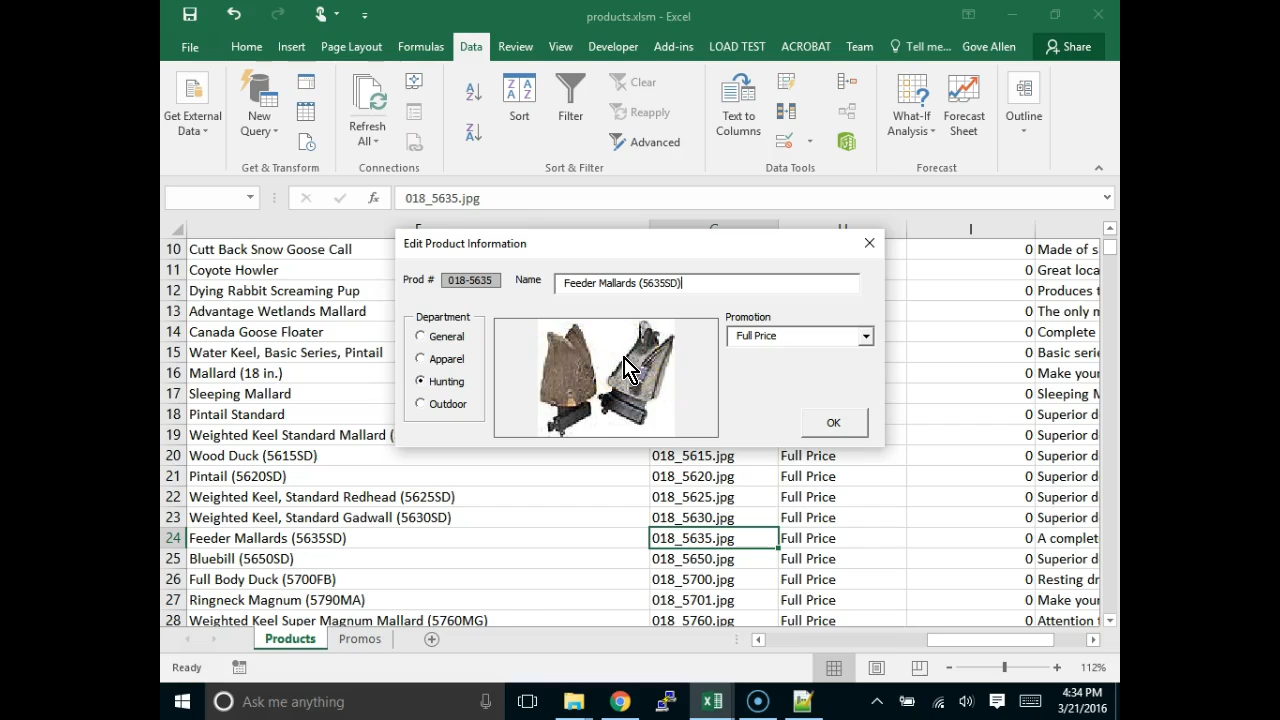 products.xlsm - Excel
File Home Insert Page Layout Formulas Data Review View Developer Add-ins LOAD TEST ACROBAT Team Tell me... Gove Allen Share
Get External Data
New Query
Refresh All
Sort
Filter
Clear
Reapply
Advanced
Text to Columns
What-If Analysis
Forecast Sheet
Outline
Get & Transform Connections Sort & Filter Data Tools Forecast
018_5635.jpg
I
Edit Product Information
Prod # 018-5635 Name Feeder Mallards (5635SD)
Department
General
Apparel
Hunting
Outdoor
Promotion
Full Price
OK
10 Cutt Back Snow Goose Call 0 Made of s
11 Coyote Howler 0 Great loca
12 Dying Rabbit Screaming Pup 0 Produces t
13 Advantage Wetlands Mallard 0 The only m
14 Canada Goose Floater 0 Complete
15 Water Keel, Basic Series, Pintail 0 Basic serie
16 Mallard (18 in.) 0 Make your
17 Sleeping Mallard 0 Sleeping M
18 Pintail Standard 0 Superior d
19 Weighted Keel Standard Mallard ( 0 Superior d
20 Wood Duck (5615SD) 018_5615.jpg Full Price 0 Superior d
21 Pintail (5620SD) 018_5620.jpg Full Price 0 Superior d
22 Weighted Keel, Standard Redhead (5625SD) 018_5625.jpg Full Price 0 Superior d
23 Weighted Keel, Standard Gadwall (5630SD) 018_5630.jpg Full Price 0 Superior d
24 Feeder Mallards (5635SD) 018_5635.jpg Full Price 0 A complet
25 Bluebill (5650SD) 018_5650.jpg Full Price 0 Superior d
26 Full Body Duck (5700FB) 018_5700.jpg Full Price 0 Resting dr
27 Ringneck Magnum (5790MA) 018_5701.jpg Full Price 0 Make your
28 Weighted Keel Super Magnum Mallard (5760MG) 018_5760.jpg Full Price 0 Attention
Products Promos
Ready 112%
Ask me anything
4:34 PM
3/21/2016